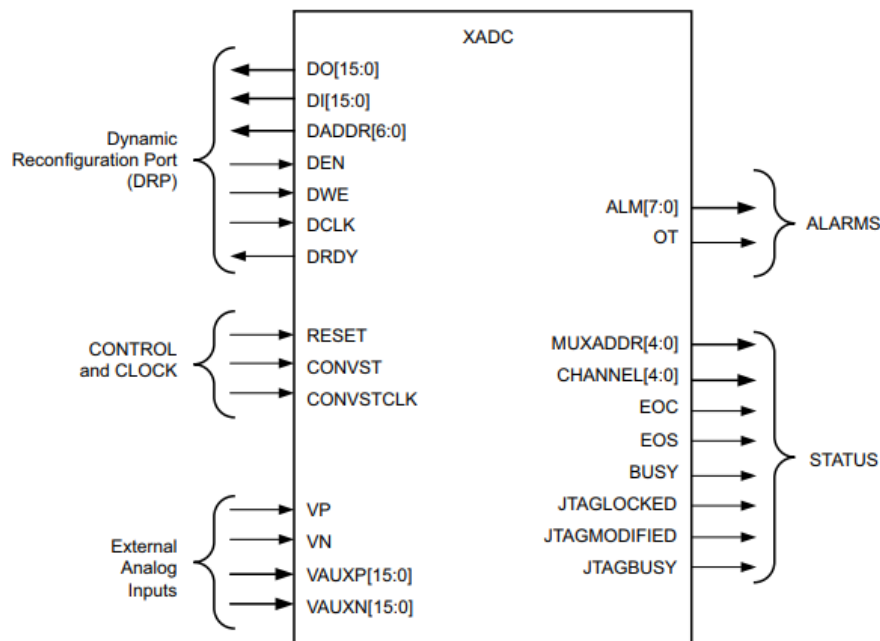 XADC
Dynamic
Reconfiguration Port
(DRP)
DO[15:0]
DI[15:0]
DADDR[6:0]
DEN
DWE
DCLK
DRDY
CONTROL
and CLOCK
RESET
CONVST
CONVSTCLK
External
Analog
Inputs
VP
VN
VAUXP[15:0]
VAUXN[15:0]
ALM[7:0]
OT
ALARMS
MUXADDR[4:0]
CHANNEL[4:0]
EOC
EOS
BUSY
JTAGLOCKED
JTAGMODIFIED
JTAGBUSY
STATUS